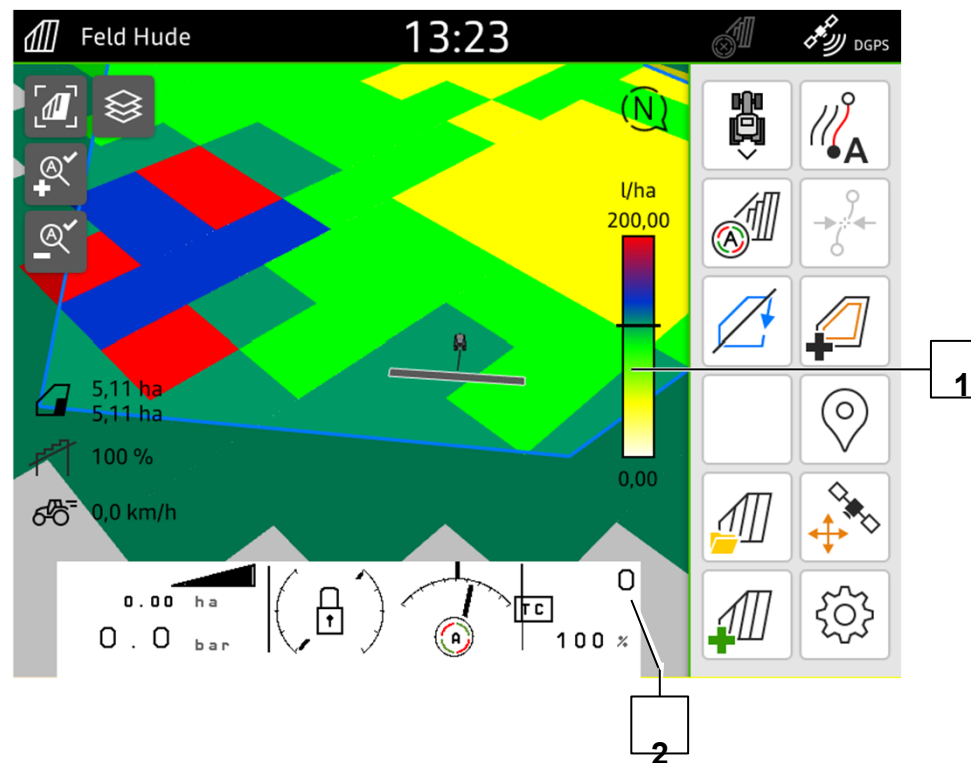 Feld Hude
13:23
DGPS
N
A
A
A
A
l/ha
200,00
1
5,11 ha
5,11 ha
100 %
0,00
0,0 km/h
0
0.00 ha
TC
0.0 bar
A
100 %
2